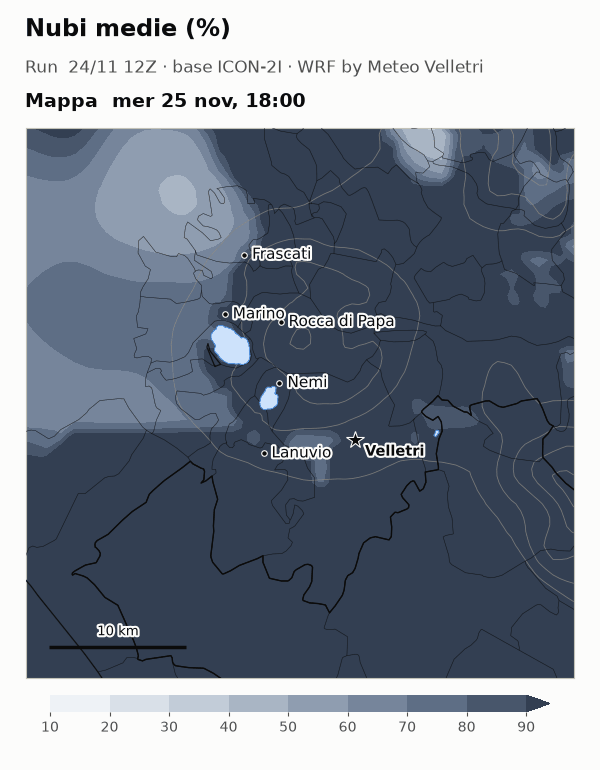 Nubi medie (%)
Run  24/11 12Z · base ICON-2I · WRF by Meteo Velletri
Mappa  mer 25 nov, 18:00
Frascati
Marino
Rocca di Papa
Nemi
Velletri
Lanuvio
10 km
10 20 30 40 50 60 70 80 90